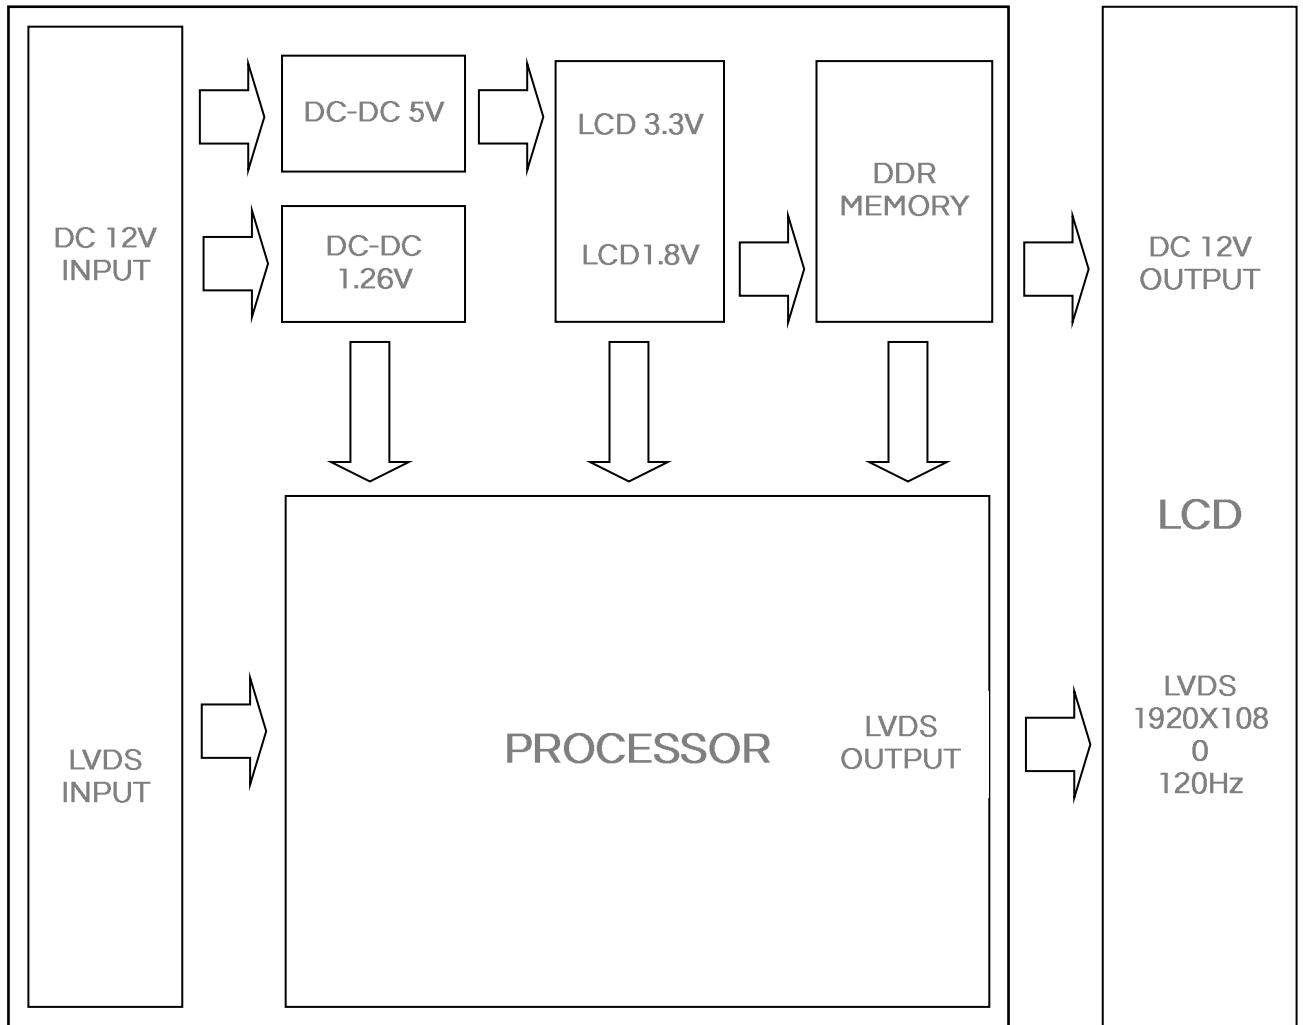 DC 12V
INPUT
LVDS
INPUT
DC-DC 5V
DC-DC
1.26V
LCD 3.3V
LCD1.8V
DDR
MEMORY
PROCESSOR
LVDS
OUTPUT
DC 12V
OUTPUT
LCD
LVDS
1920X108
0
120Hz